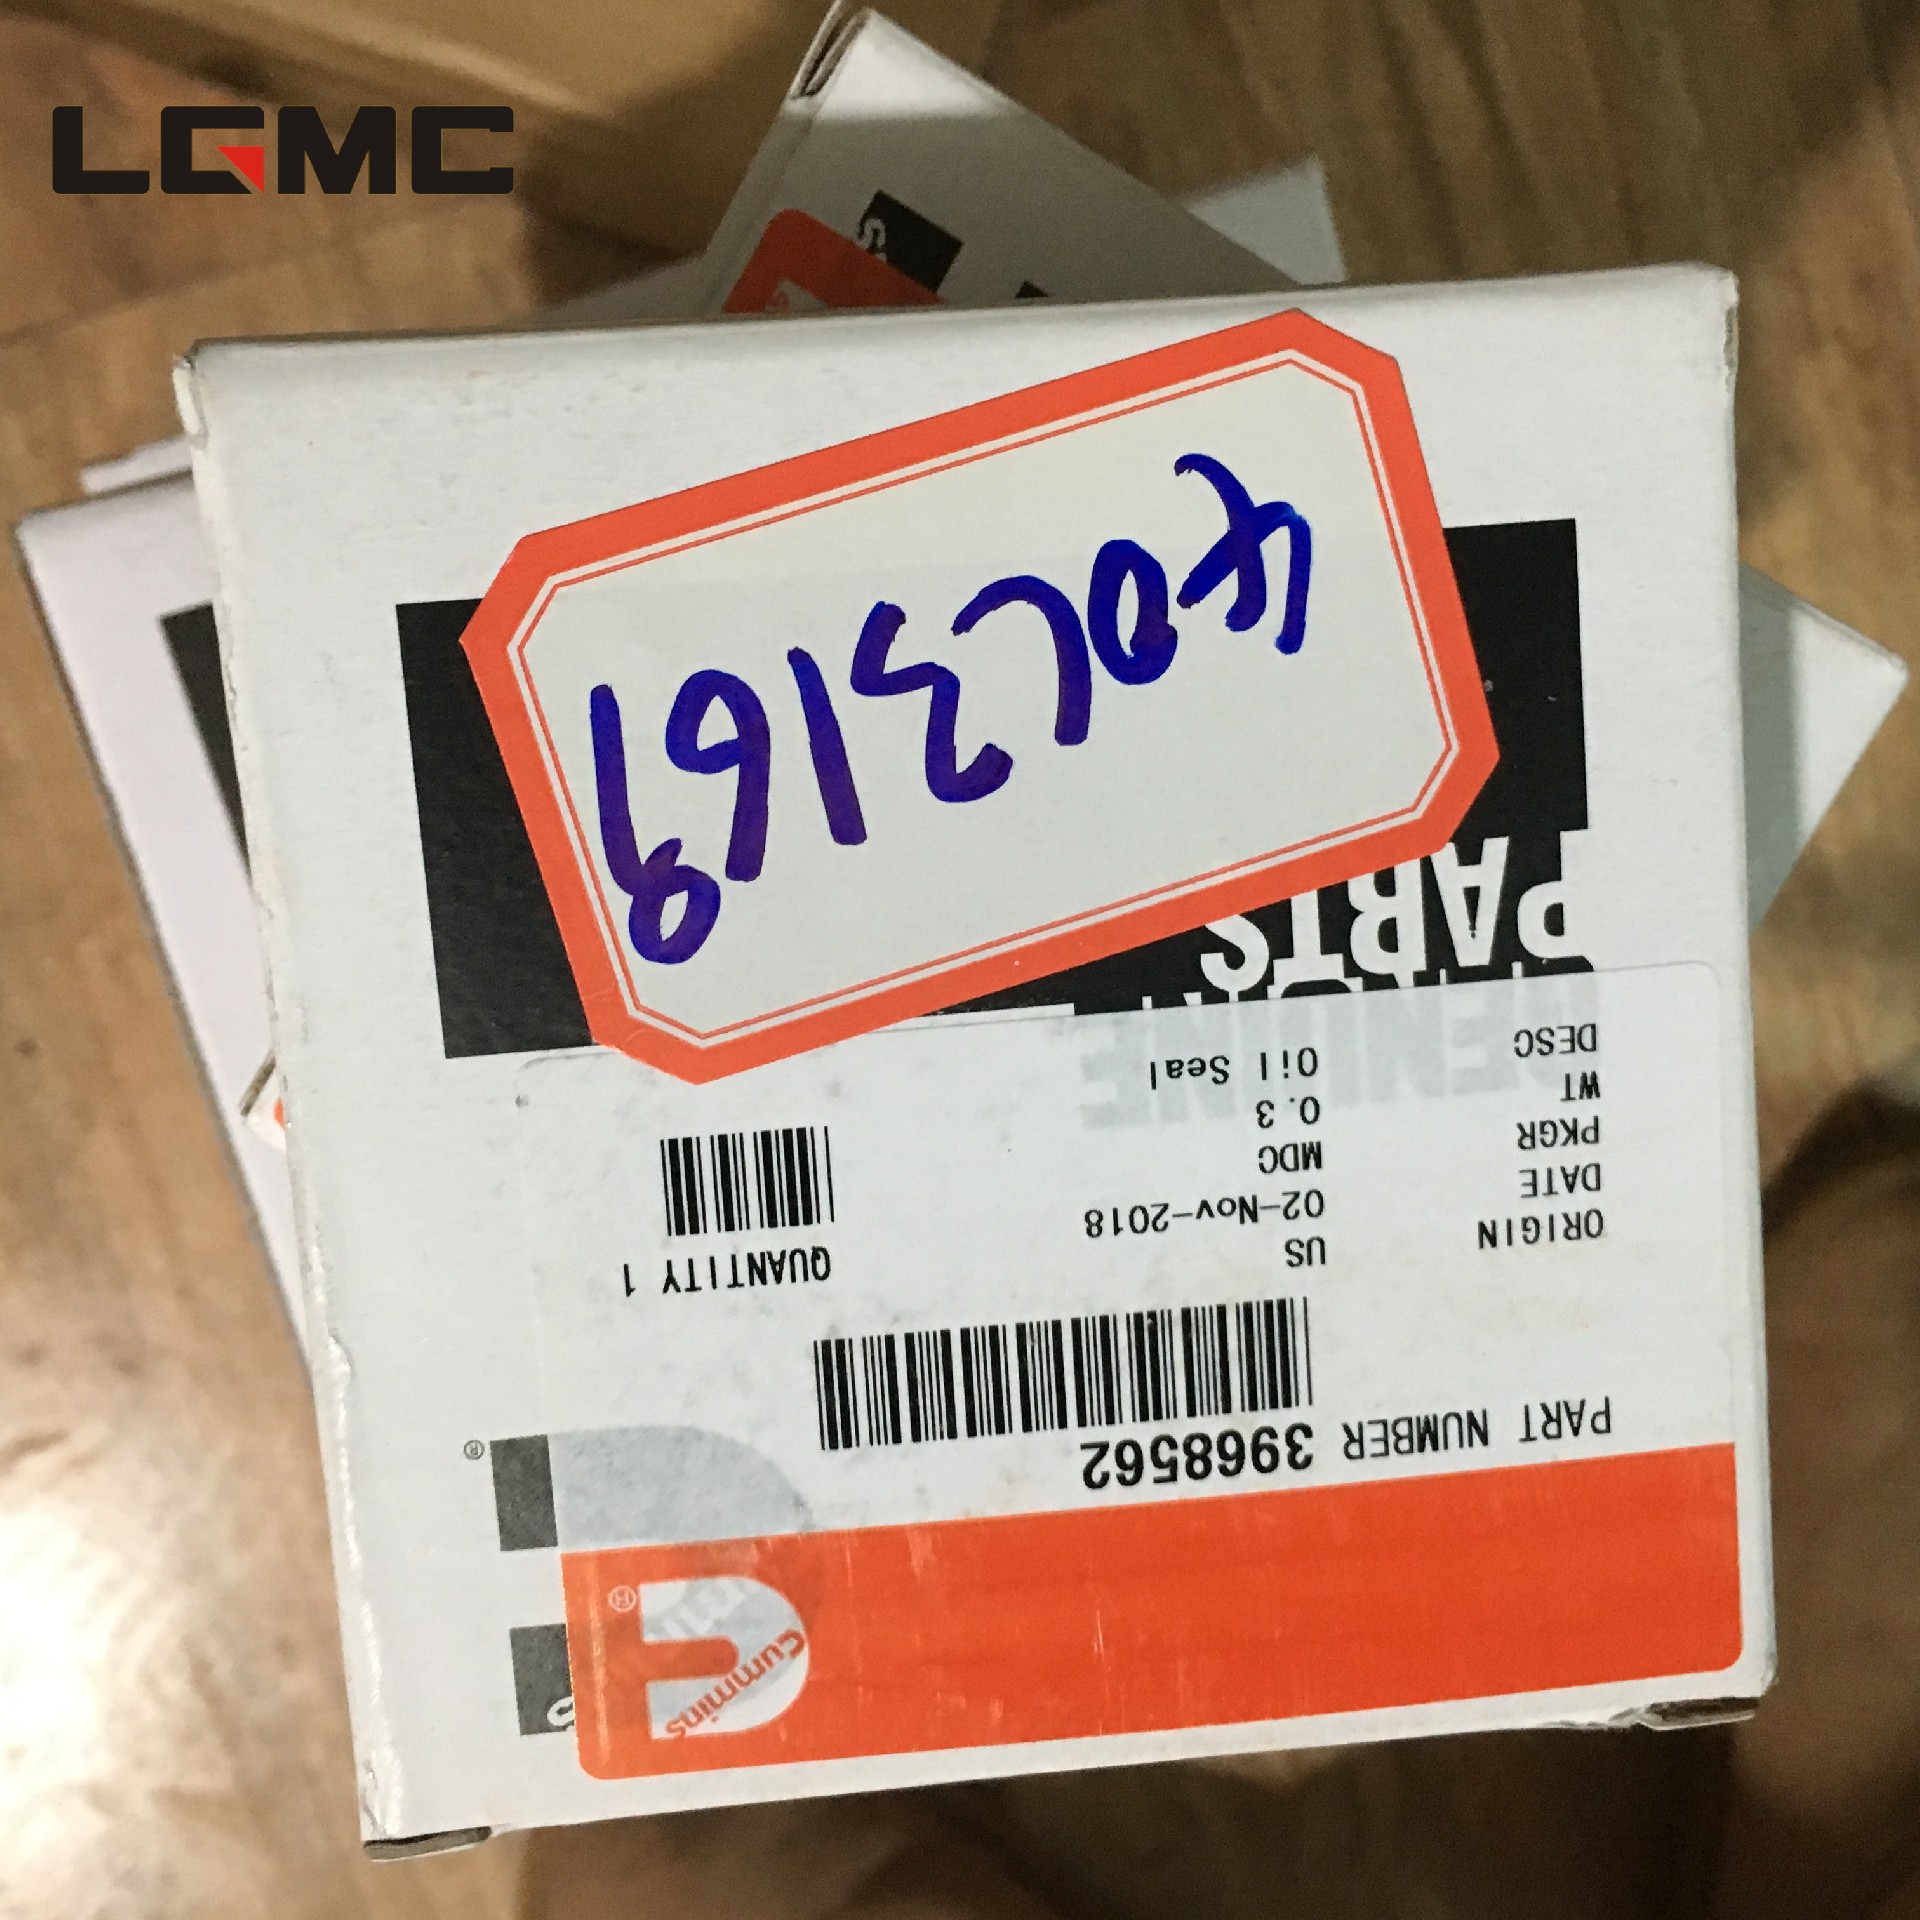 LGMC
Cummins
®
®
PART NUMBER 3968562
ORIGIN US
DATE 02-Nov-2018
PKGR MDC
WT 0.3
DESC Oil Seal
QUANTITY 1
GENUINE
PARTS
40C3169